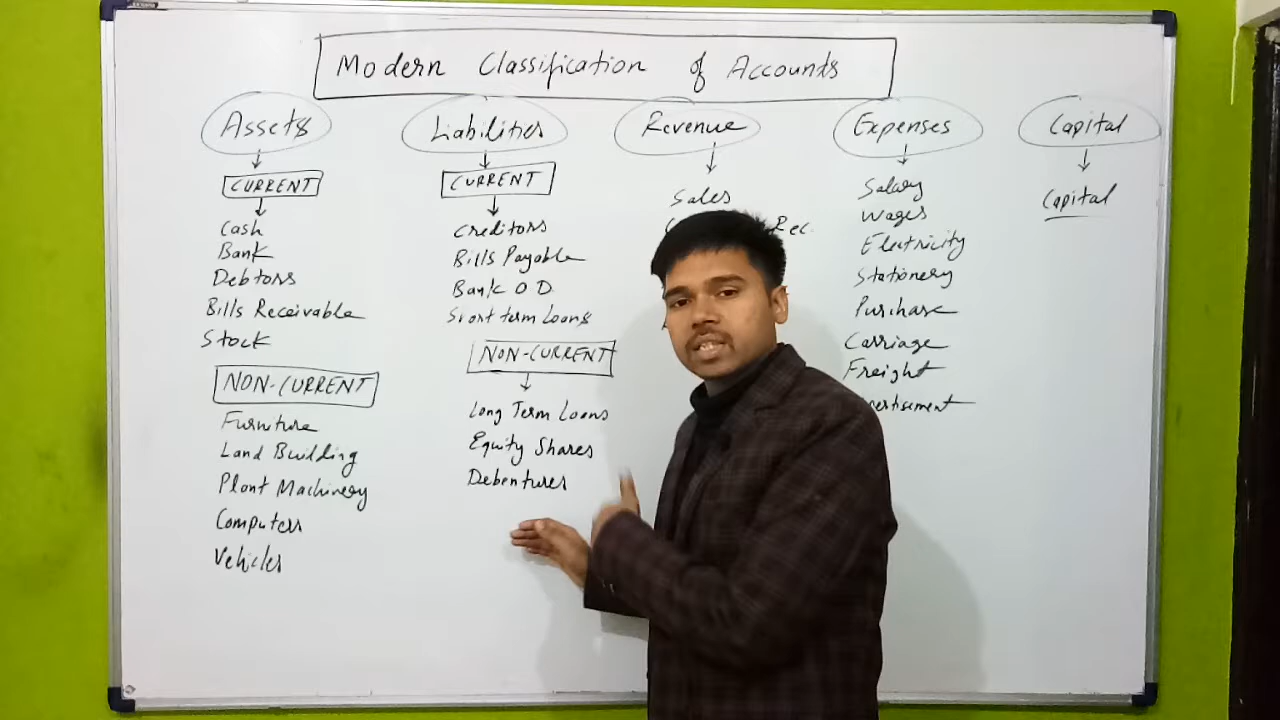 Modern Classification of Accounts
Assets
CURRENT
Cash
Bank
Debtors
Bills Receivable
Stock
NON-CURRENT
Furniture
Land Building
Plant Machinery
Computers
Vehicles
Liabilities
CURRENT
Creditors
Bills Payable
Bank O D
Short term Loans
NON-CURRENT
Long Term Loans
Equity Shares
Debentures
Revenue
Sales
Rec.
Expenses
Salary
Wages
Electricity
Stationery
Purchase
Carriage
Freight
Capital
Capital